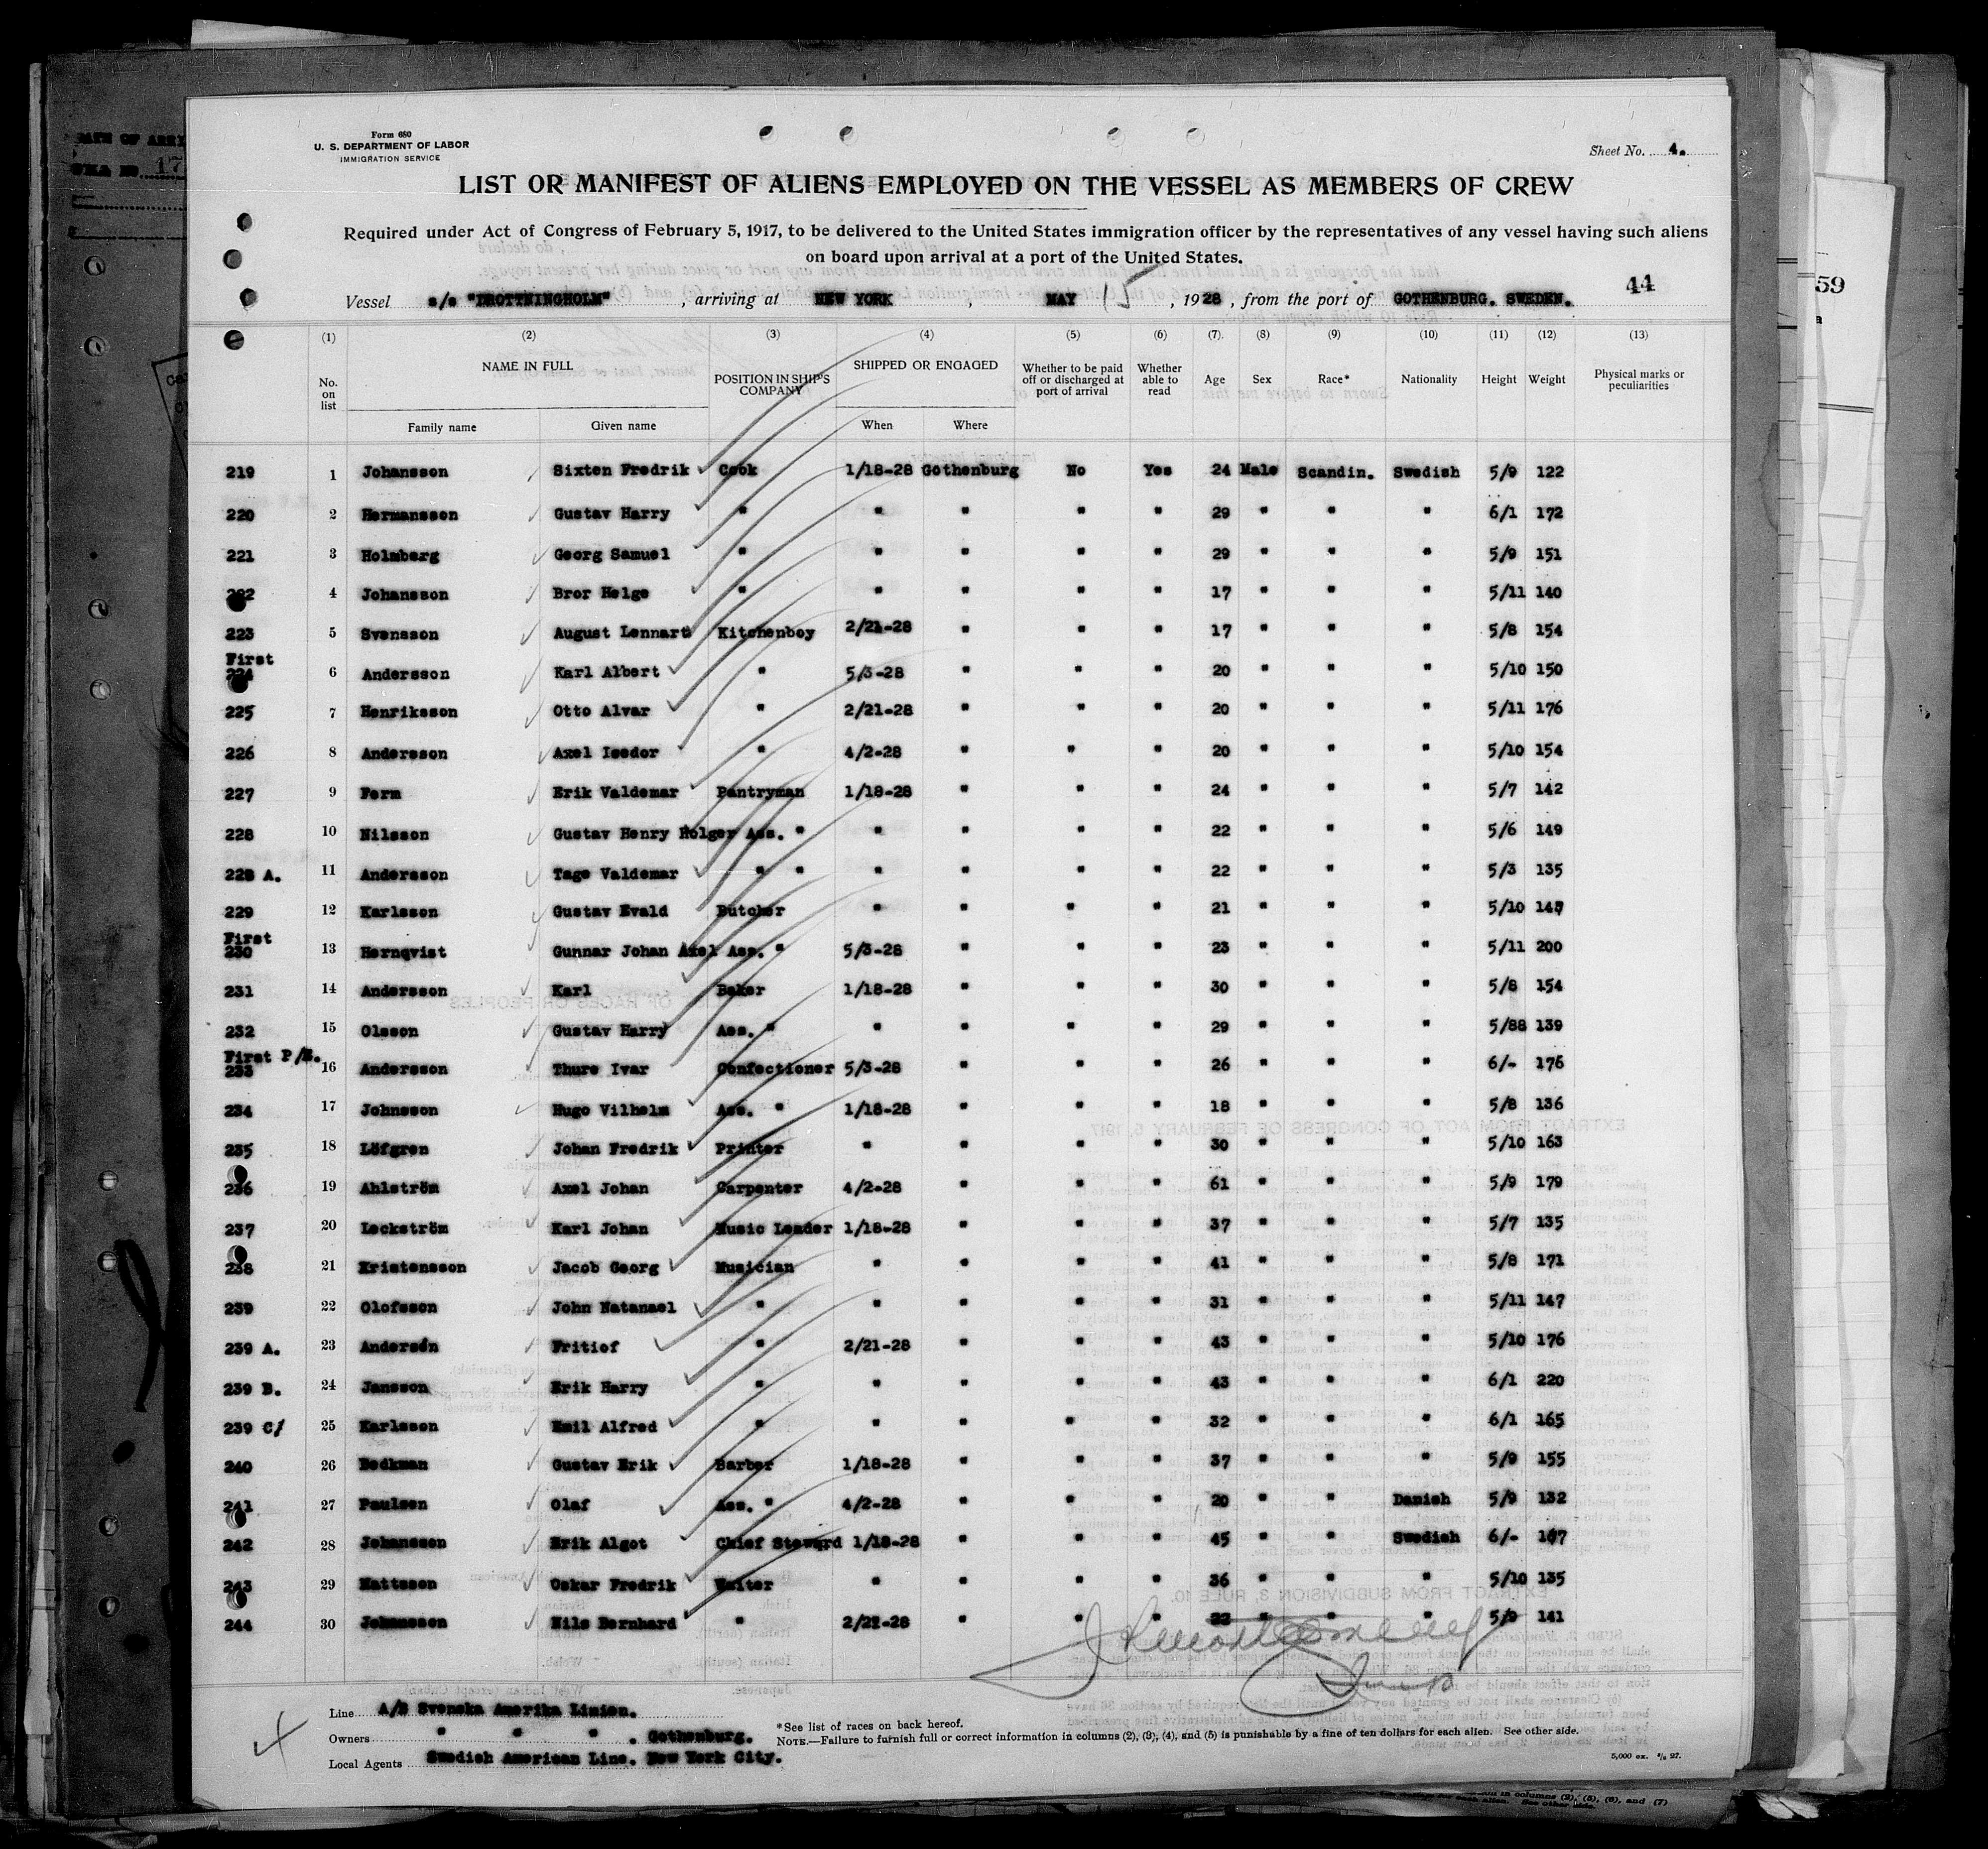 Form 680
U. S. DEPARTMENT OF LABOR
IMMIGRATION SERVICE
Sheet No. 4.
LIST OR MANIFEST OF ALIENS EMPLOYED ON THE VESSEL AS MEMBERS OF CREW
Required under Act of Congress of February 5, 1917, to be delivered to the United States immigration officer by the representatives of any vessel having such aliens
on board upon arrival at a port of the United States.
44
Vessel s/s "DROTTNINGHOLM", arriving at NEW YORK, MAY 15, 1928, from the port of GOTHENBURG. SWEDEN.
(1) (2) (3) (4) (5) (6) (7) (8) (9) (10) (11) (12) (13)
No. on list NAME IN FULL POSITION IN SHIP'S COMPANY SHIPPED OR ENGAGED Whether to be paid off or discharged at port of arrival Whether able to read Age Sex Race* Nationality Height Weight Physical marks or peculiarities
Family name Given name When Where
219 1 Johansson Sixten Fredrik Cook 1/18-28 Gothenburg No Yes 24 Male Scandin. Swedish 5/9 122
220 2 Hermansson Gustav Harry " " " " " 29 " " " 6/1 172
221 3 Holmberg Georg Samuel " " " " " 29 " " " 5/9 151
222 4 Johansson Bror Helge " " " " " 17 " " " 5/11 140
223 5 Svensson August Lennart Kitchenboy 2/21-28 " " " 17 " " " 5/8 154
First
224 6 Andersson Karl Albert " 5/3-28 " " " 20 " " " 5/10 150
225 7 Henriksson Otto Alvar " 2/21-28 " " " 20 " " " 5/11 176
226 8 Andersson Axel Isedor " 4/2-28 " " " 20 " " " 5/10 154
227 9 Ferm Erik Valdemar Pantryman 1/18-28 " " " 24 " " " 5/7 142
228 10 Nilsson Gustav Henry Holger Ass. " " " " " 22 " " " 5/6 149
228 A. 11 Andersson Tage Valdemar " " " " " " 22 " " " 5/3 135
229 12 Karlsson Gustav Evald Butcher " " " " 21 " " " 5/10
First
230 13 Hernqvist Gunnar Johan Axel Ass. " 5/3-28 " " " 23 " " " 5/11 200
231 14 Andersson Karl Baker 1/18-28 " " " 30 " " " 5/8 154
232 15 Olsson Gustav Harry Ass. " " " " " 29 " " " 5/88 139
First P/E.
233 16 Andersson Thure Ivar Confectioner 5/3-28 " " " 26 " " " 6/- 176
234 17 Johnsson Hugo Vilhelm Ass. " 1/18-28 " " " 18 " " " 5/8 136
235 18 Löfgren Johan Fredrik Printer " " " " 30 " " " 5/10 163
236 19 Ahlström Axel Johan Carpenter 4/2-28 " " " 61 " " " 5/9 179
237 20 Leckström Karl Johan Music Leader 1/18-28 " " " 37 " " " 5/7 135
238 21 Kristensson Jacob Georg Musician " " " " 41 " " " 5/8 171
239 22 Olofsson John Natanael " " " " " 31 " " " 5/11 147
239 A. 23 Andersén Fritiof " 2/21-28 " " " 43 " " " 5/10 176
239 B. 24 Jansson Erik Harry " " " " " 43 " " " 6/1 220
239 C/ 25 Karlsson Emil Alfred " " " " " 32 " " " 6/1 165
240 26 Bedkman Gustav Erik Barber 1/18-28 " " " 37 " " " 5/9 155
241 27 Paulsen Olaf Ass. " 4/2-28 " " " 20 " " Danish 5/9 132
242 28 Johansson Erik Algot Chief Steward 1/18-28 " " " 45 " " Swedish 6/-
243 29 Mattsson Oskar Fredrik Waiter " " " " 36 " " " 5/10 135
244 30 Johansson Nils Bernhard " 2/21-28 " " " 22 " " " 5/9 141
Line A/B Svenska Amerika Linien.
Owners " " " . Gothenburg.
Local Agents Swedish American Line. New York City.
*See list of races on back hereof.
NOTE.—Failure to furnish full or correct information in columns (2), (3), (4), and (5) is punishable by a fine of ten dollars for each alien. See other side.